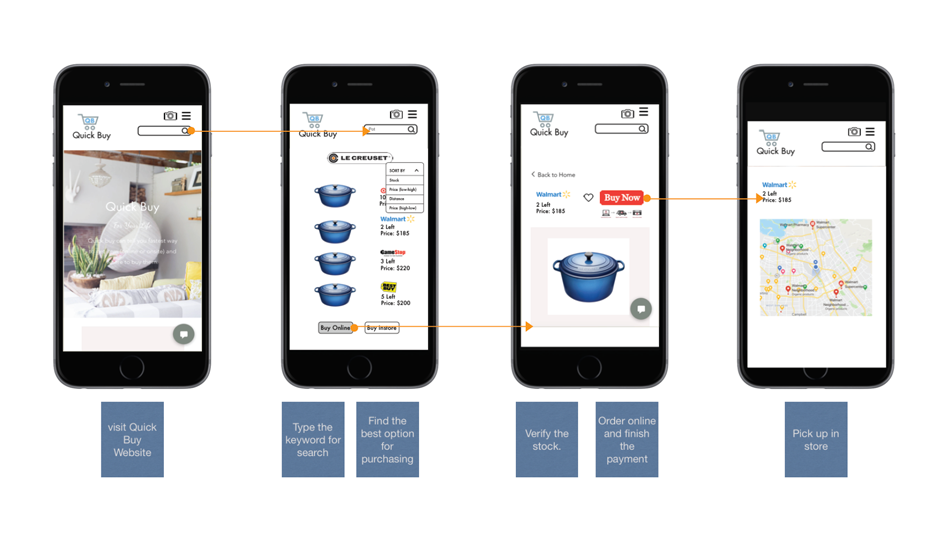 QB
Quick Buy
Quick Buy
QB
Quick Buy
Pot
LE CREUSET
SORT BY
Stock
Price (low-high)
Distance
Price (high-low)
Walmart
2 Left
Price: $185
GameStop
3 Left
Price: $220
BEST BUY
5 Left
Price: $200
Buy Online
Buy Instore
QB
Quick Buy
Back to Home
Walmart
2 Left
Price: $185
Buy Now
QB
Quick Buy
Walmart
2 Left
Price: $185
visit Quick
Buy
Website
Type the
keyword for
search
Find the
best option
for
purchasing
Verify the
stock.
Order online
and finish
the
payment
Pick up in
store